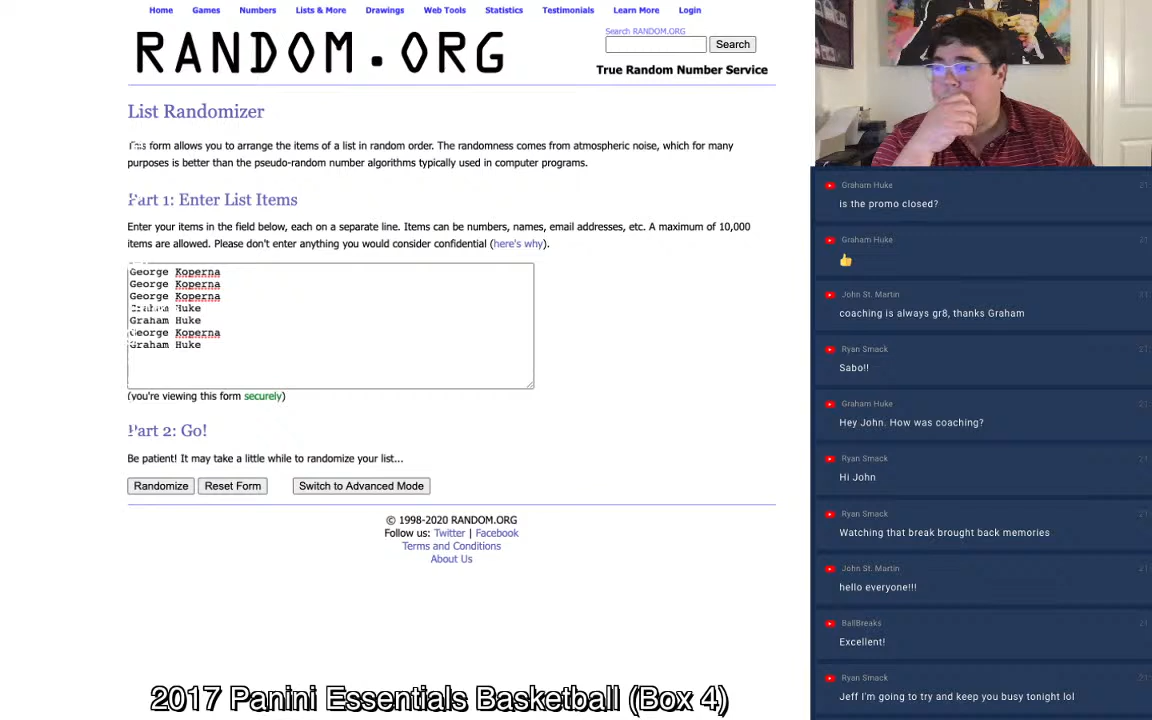 Home Games Numbers Lists & More Drawings Web Tools Statistics Testimonials Learn More Login
RANDOM.ORG
Search RANDOM.ORG
Search
True Random Number Service
List Randomizer
This form allows you to arrange the items of a list in random order. The randomness comes from atmospheric noise, which for many
purposes is better than the pseudo-random number algorithms typically used in computer programs.
Part 1: Enter List Items
Enter your items in the field below, each on a separate line. Items can be numbers, names, email addresses, etc. A maximum of 10,000
items are allowed. Please don't enter anything you would consider confidential (here's why).
George Koperna
George Koperna
George Koperna
Graham Huke
Graham Huke
George Koperna
Graham Huke
(you're viewing this form securely)
Part 2: Go!
Be patient! It may take a little while to randomize your list...
Randomize Reset Form Switch to Advanced Mode
© 1998-2020 RANDOM.ORG
Follow us: Twitter | Facebook
Terms and Conditions
About Us
2017 Panini Essentials Basketball (Box 4)
Graham Huke
is the promo closed?
Graham Huke
👍
John St. Martin
coaching is always gr8, thanks Graham
Ryan Smack
Sabo!!
Graham Huke
Hey John. How was coaching?
Ryan Smack
Hi John
Ryan Smack
Watching that break brought back memories
John St. Martin
hello everyone!!!
BallBreaks
Excellent!
Ryan Smack
Jeff I'm going to try and keep you busy tonight lol